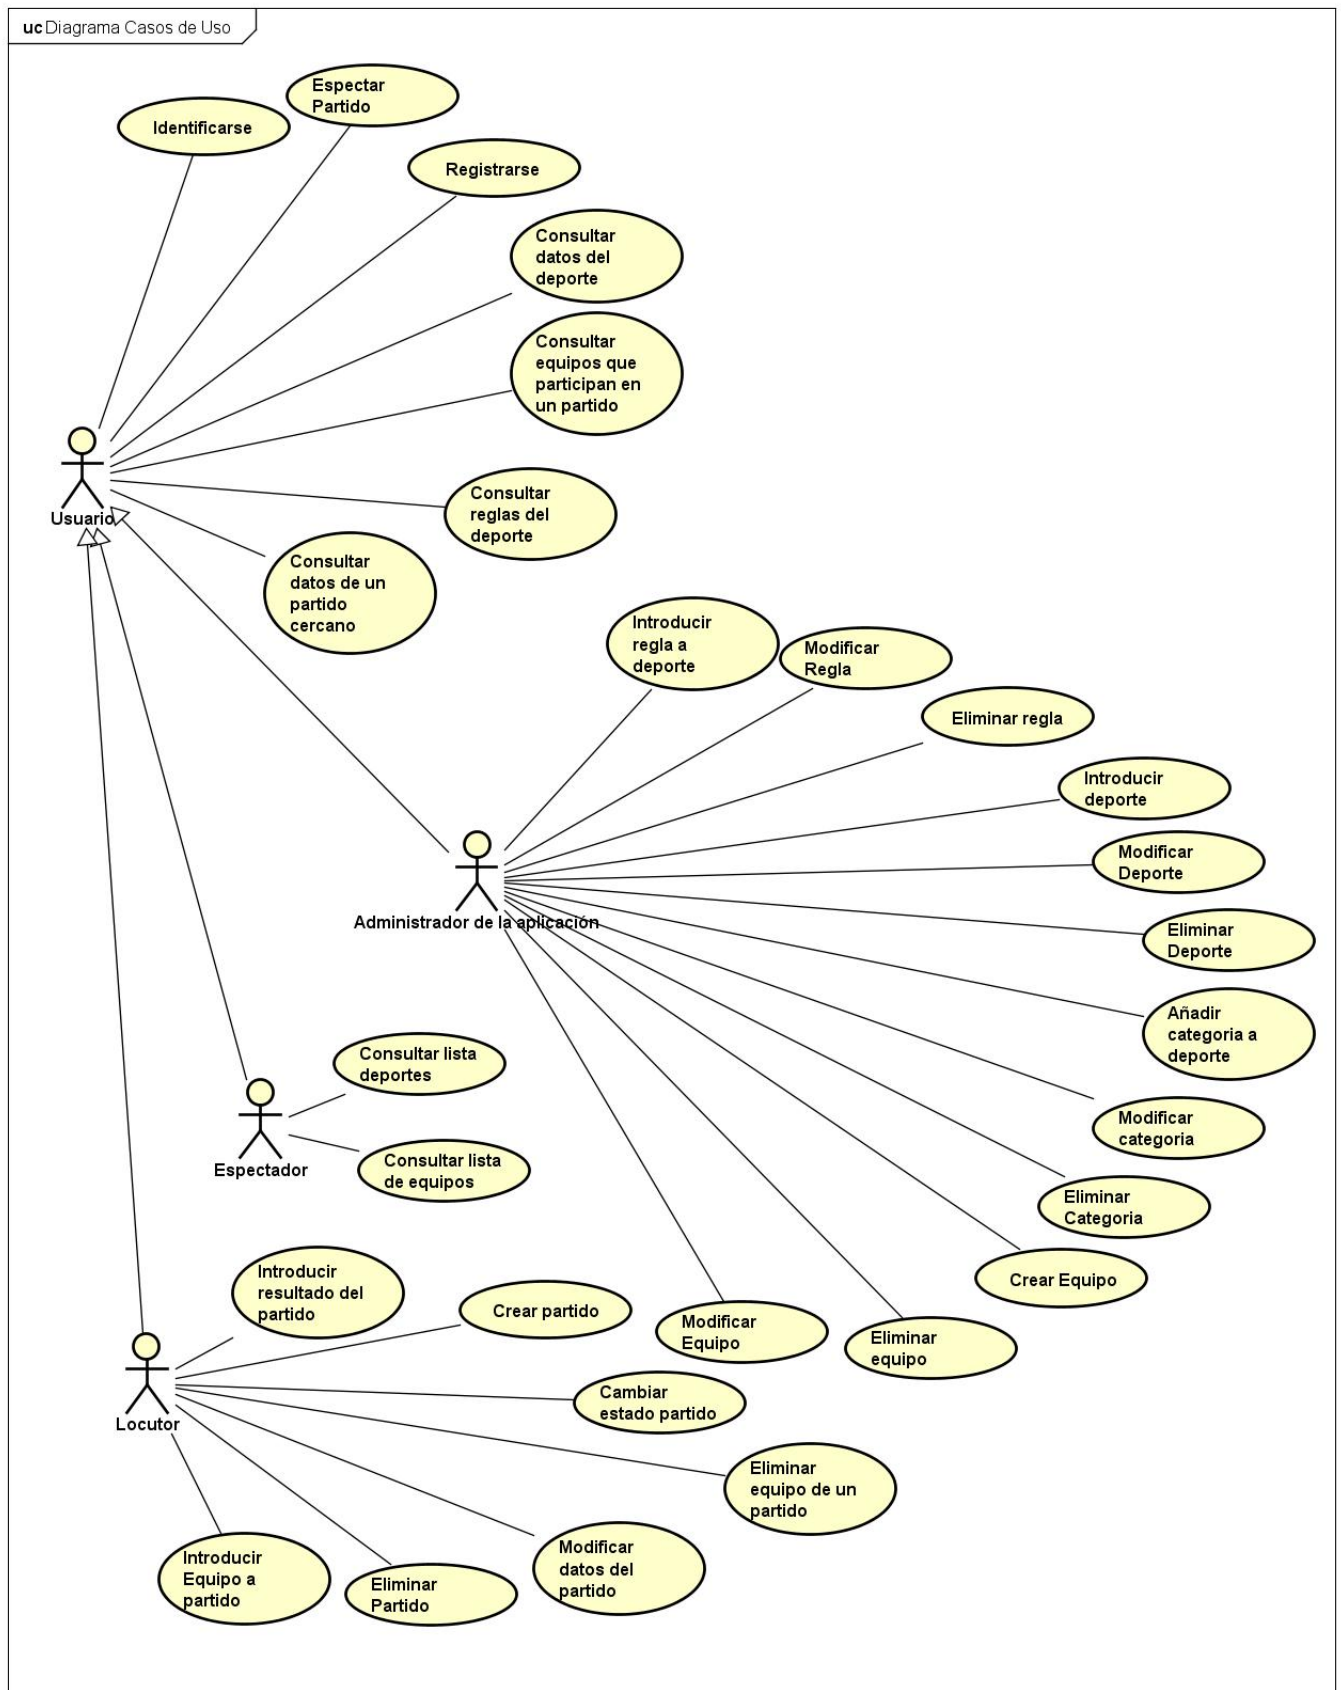 uc Diagrama Casos de Uso
Espectar
Partido
Identificarse
Registrarse
Consultar
datos del
deporte
Consultar
equipos que
participan en
un partido
Usuario
Consultar
reglas del
deporte
Consultar
datos de un
partido
cercano
Introducir
regla a
deporte
Modificar
Regla
Eliminar regla
Introducir
deporte
Modificar
Deporte
Administrador de la aplicación
Eliminar
Deporte
Añadir
categoria a
deporte
Consultar lista
deportes
Modificar
categoria
Espectador
Consultar lista
de equipos
Eliminar
Categoria
Crear Equipo
Introducir
resultado del
partido
Crear partido
Modificar
Equipo
Eliminar
equipo
Locutor
Cambiar
estado partido
Eliminar
equipo de un
partido
Introducir
Equipo a
partido
Eliminar
Partido
Modificar
datos del
partido